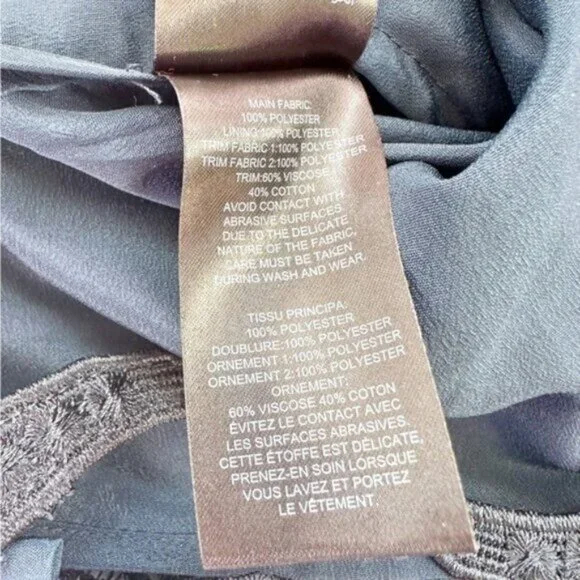 MAIN FABRIC:
100% POLYESTER
LINING:100% POLYESTER
TRIM FABRIC 1:100% POLYESTER
TRIM FABRIC 2:100% POLYESTER
TRIM:60% VISCOSE
40% COTTON
AVOID CONTACT WITH
ABRASIVE SURFACES
DUE TO THE DELICATE
NATURE OF THE FABRIC,
CARE MUST BE TAKEN
DURING WASH AND WEAR.
TISSU PRINCIPA:
100% POLYESTER
DOUBLURE:100% POLYESTER
ORNEMENT 1:100% POLYESTER
ORNEMENT 2:100% POLYESTER
ORNEMENT:
60% VISCOSE 40% COTON
ÉVITEZ LE CONTACT AVEC
LES SURFACES ABRASIVES.
CETTE ÉTOFFE EST DÉLICATE,
PRENEZ-EN SOIN LORSQUE
VOUS LAVEZ ET PORTEZ
LE VÊTEMENT.